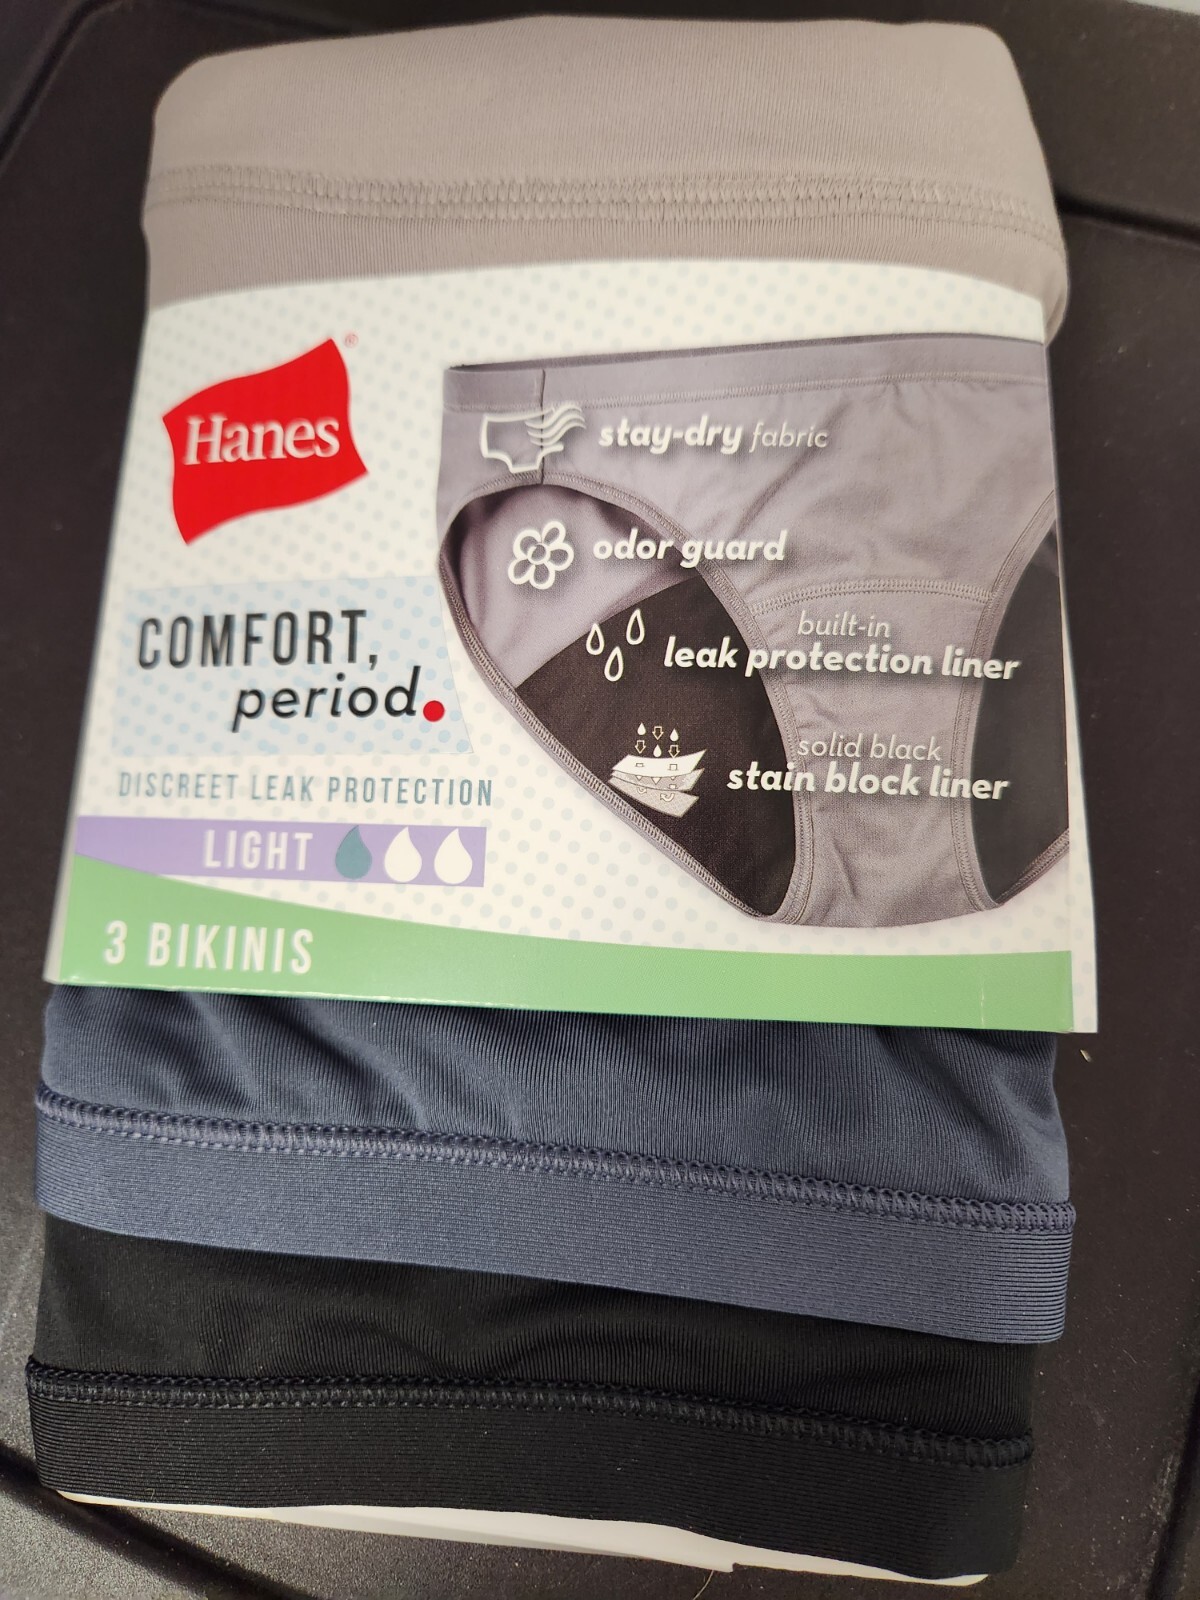 Hanes®
stay-dry fabric
odor guard
built-in
leak protection liner
solid black
stain block liner
COMFORT,
period.
DISCREET LEAK PROTECTION
LIGHT
3 BIKINIS